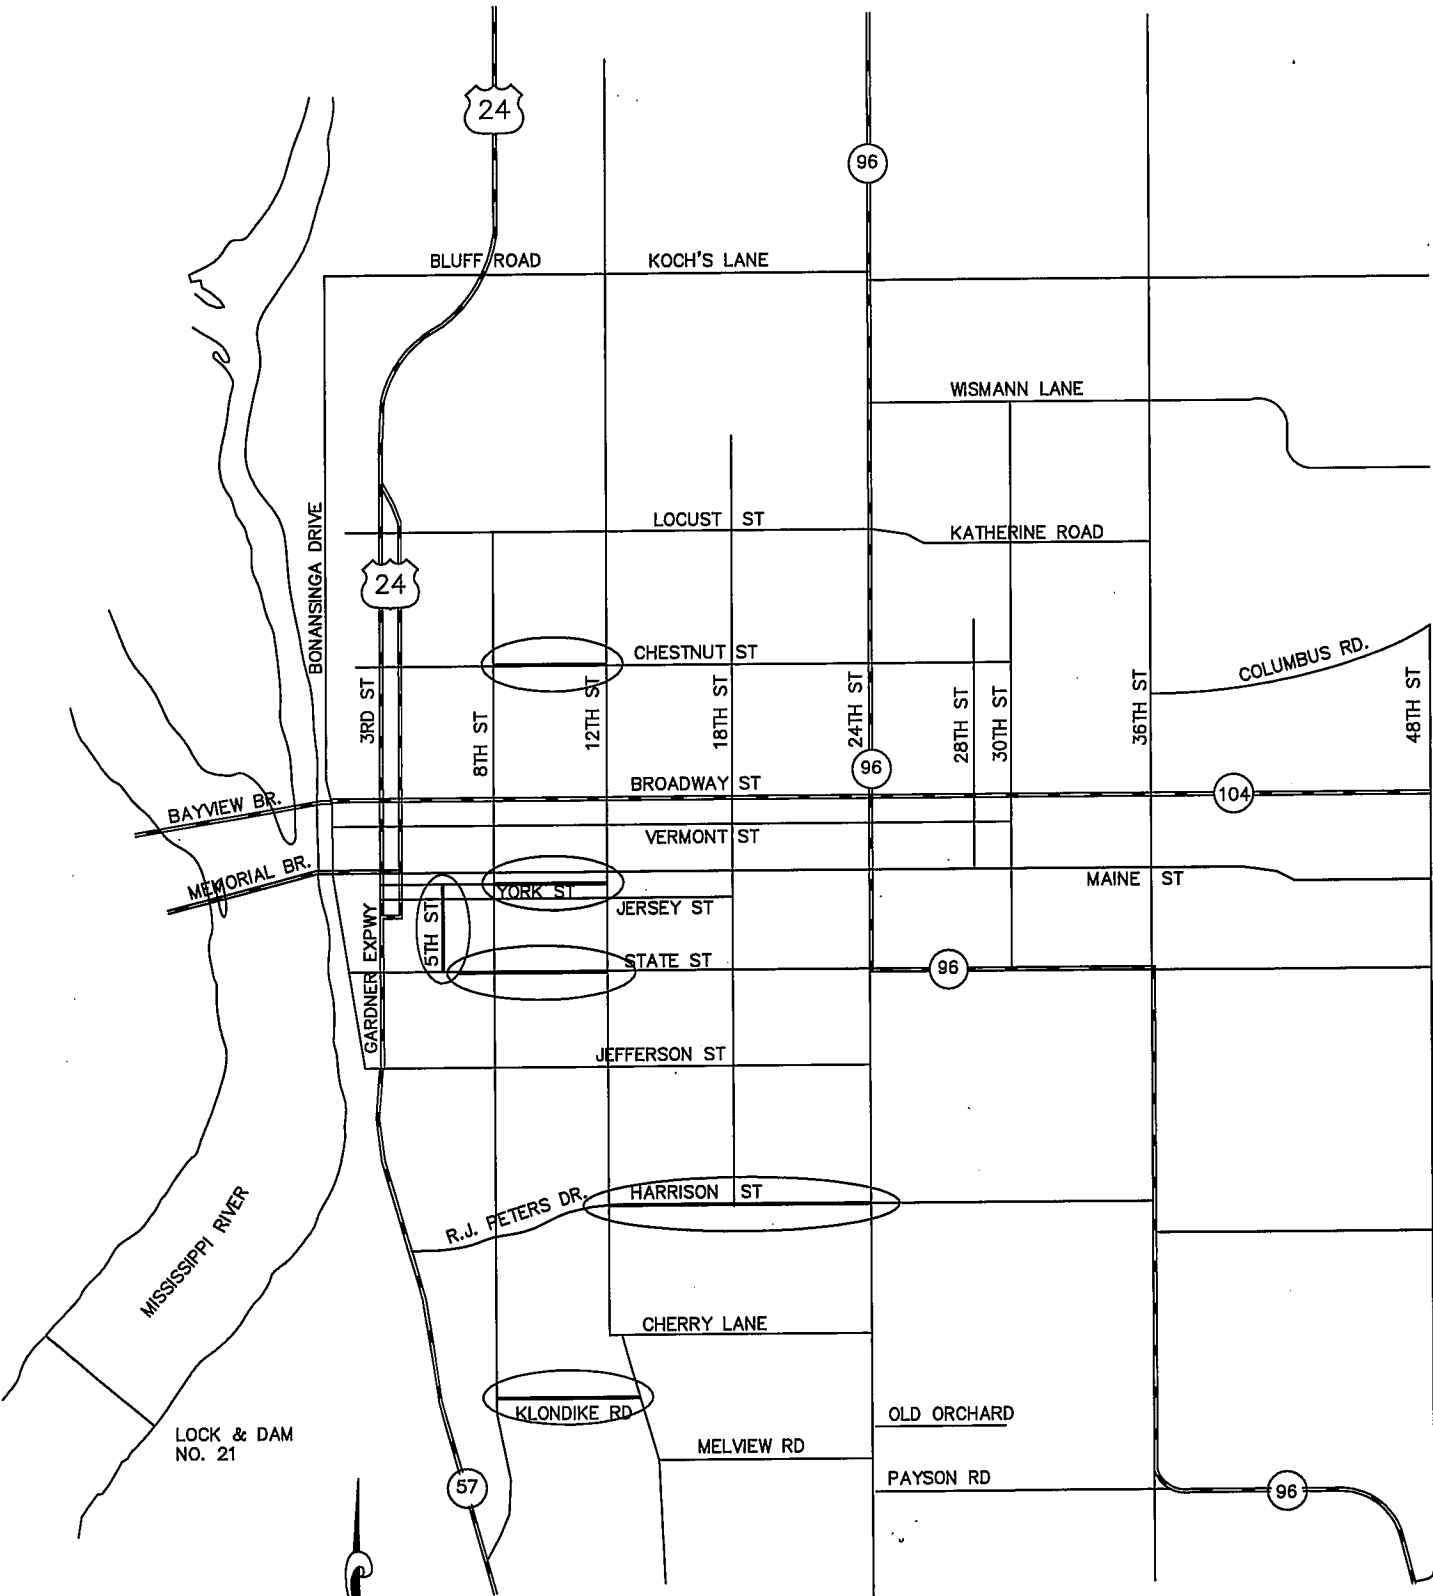 24
96
BLUFF ROAD
KOCH'S LANE
WISMANN LANE
BONANSINGA DRIVE
LOCUST ST
KATHERINE ROAD
24
CHESTNUT ST
COLUMBUS RD.
3RD ST
8TH ST
12TH ST
18TH ST
24TH ST
28TH ST
30TH ST
36TH ST
48TH ST
96
BROADWAY ST
104
BAYVIEW BR.
VERMONT ST
MEMORIAL BR.
MAINE ST
YORK ST
JERSEY ST
GARDNER EXPWY
5TH ST
STATE ST
96
JEFFERSON ST
HARRISON ST
R.J. PETERS DR.
MISSISSIPPI RIVER
CHERRY LANE
KLONDIKE RD
OLD ORCHARD
LOCK & DAM
NO. 21
MELVIEW RD
PAYSON RD
57
96